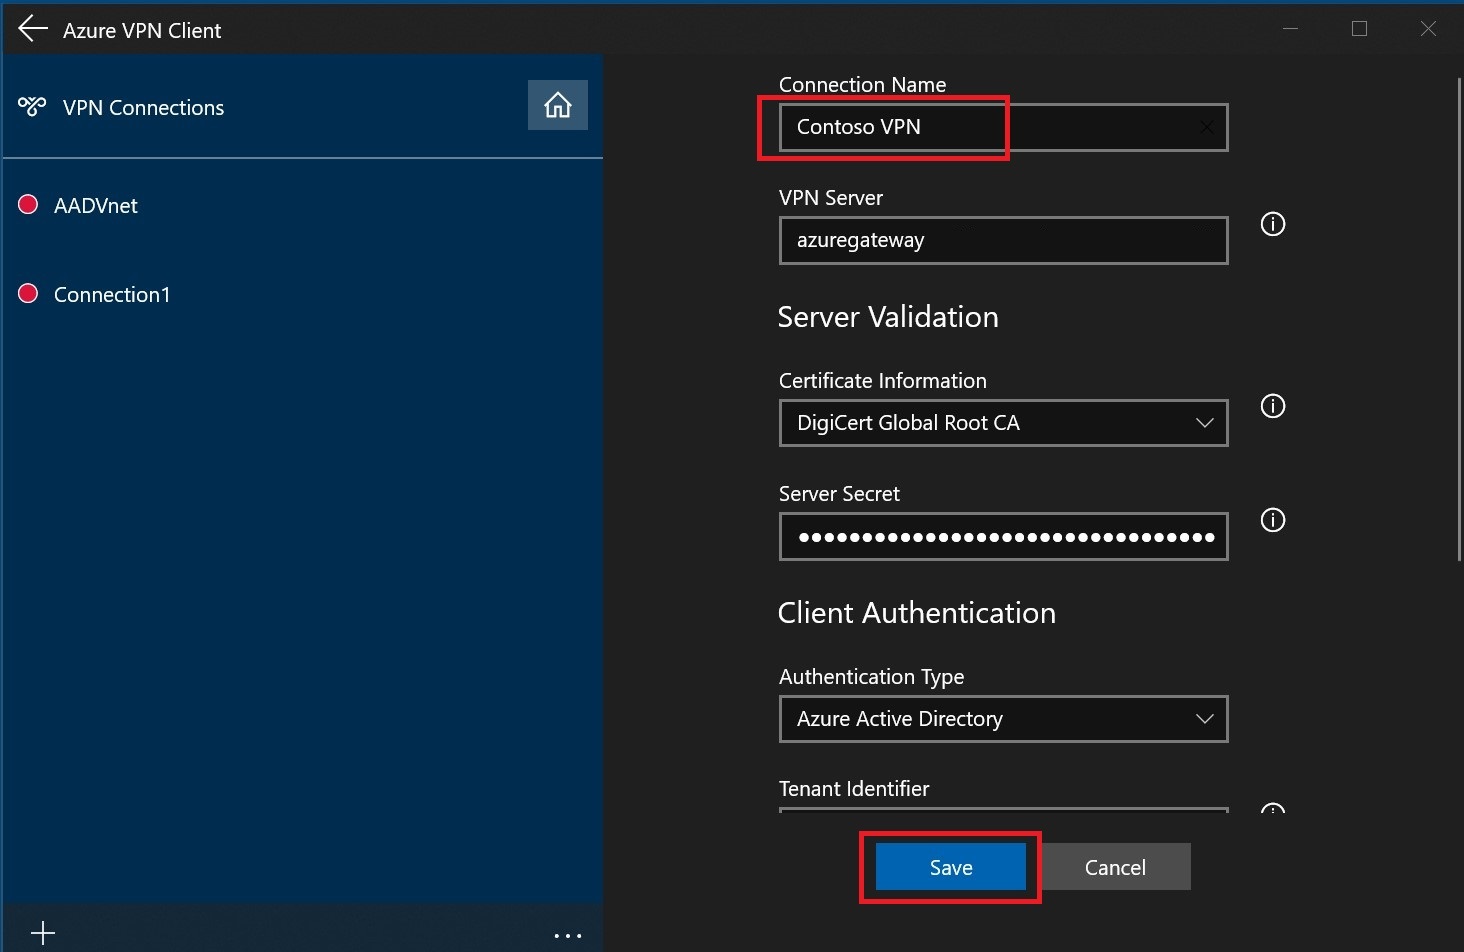 Azure VPN Client
VPN Connections
AADVnet
Connection1
Connection Name
Contoso VPN
VPN Server
azuregateway
Server Validation
Certificate Information
DigiCert Global Root CA
Server Secret
●●●●●●●●●●●●●●●●●●●●●●●●●●●●●●●●●
Client Authentication
Authentication Type
Azure Active Directory
Tenant Identifier
Save Cancel